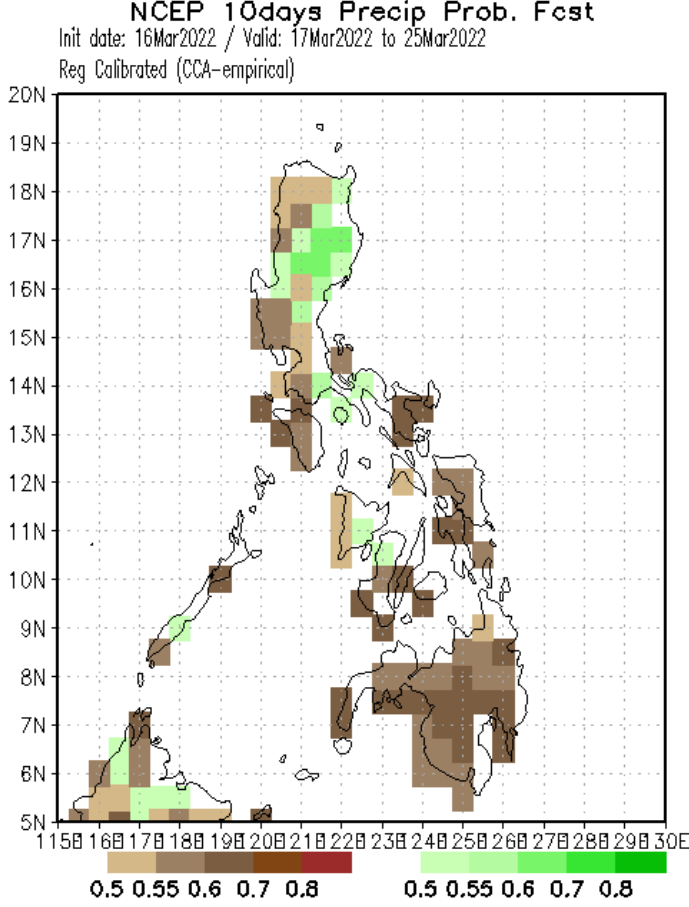 NCEP 10days Precip Prob. Fcst
Init date: 16Mar2022 / Valid: 17Mar2022 to 25Mar2022
Reg Calibrated (CCA-empirical)
20N
19N
18N
17N
16N
15N
14N
13N
12N
11N
10N
9N
8N
7N
6N
5N
115E 116E 117E 118E 119E 120E 121E 122E 123E 124E 125E 126E 127E 128E 129E 130E
0.5 0.55 0.6 0.7 0.8 0.5 0.55 0.6 0.7 0.8